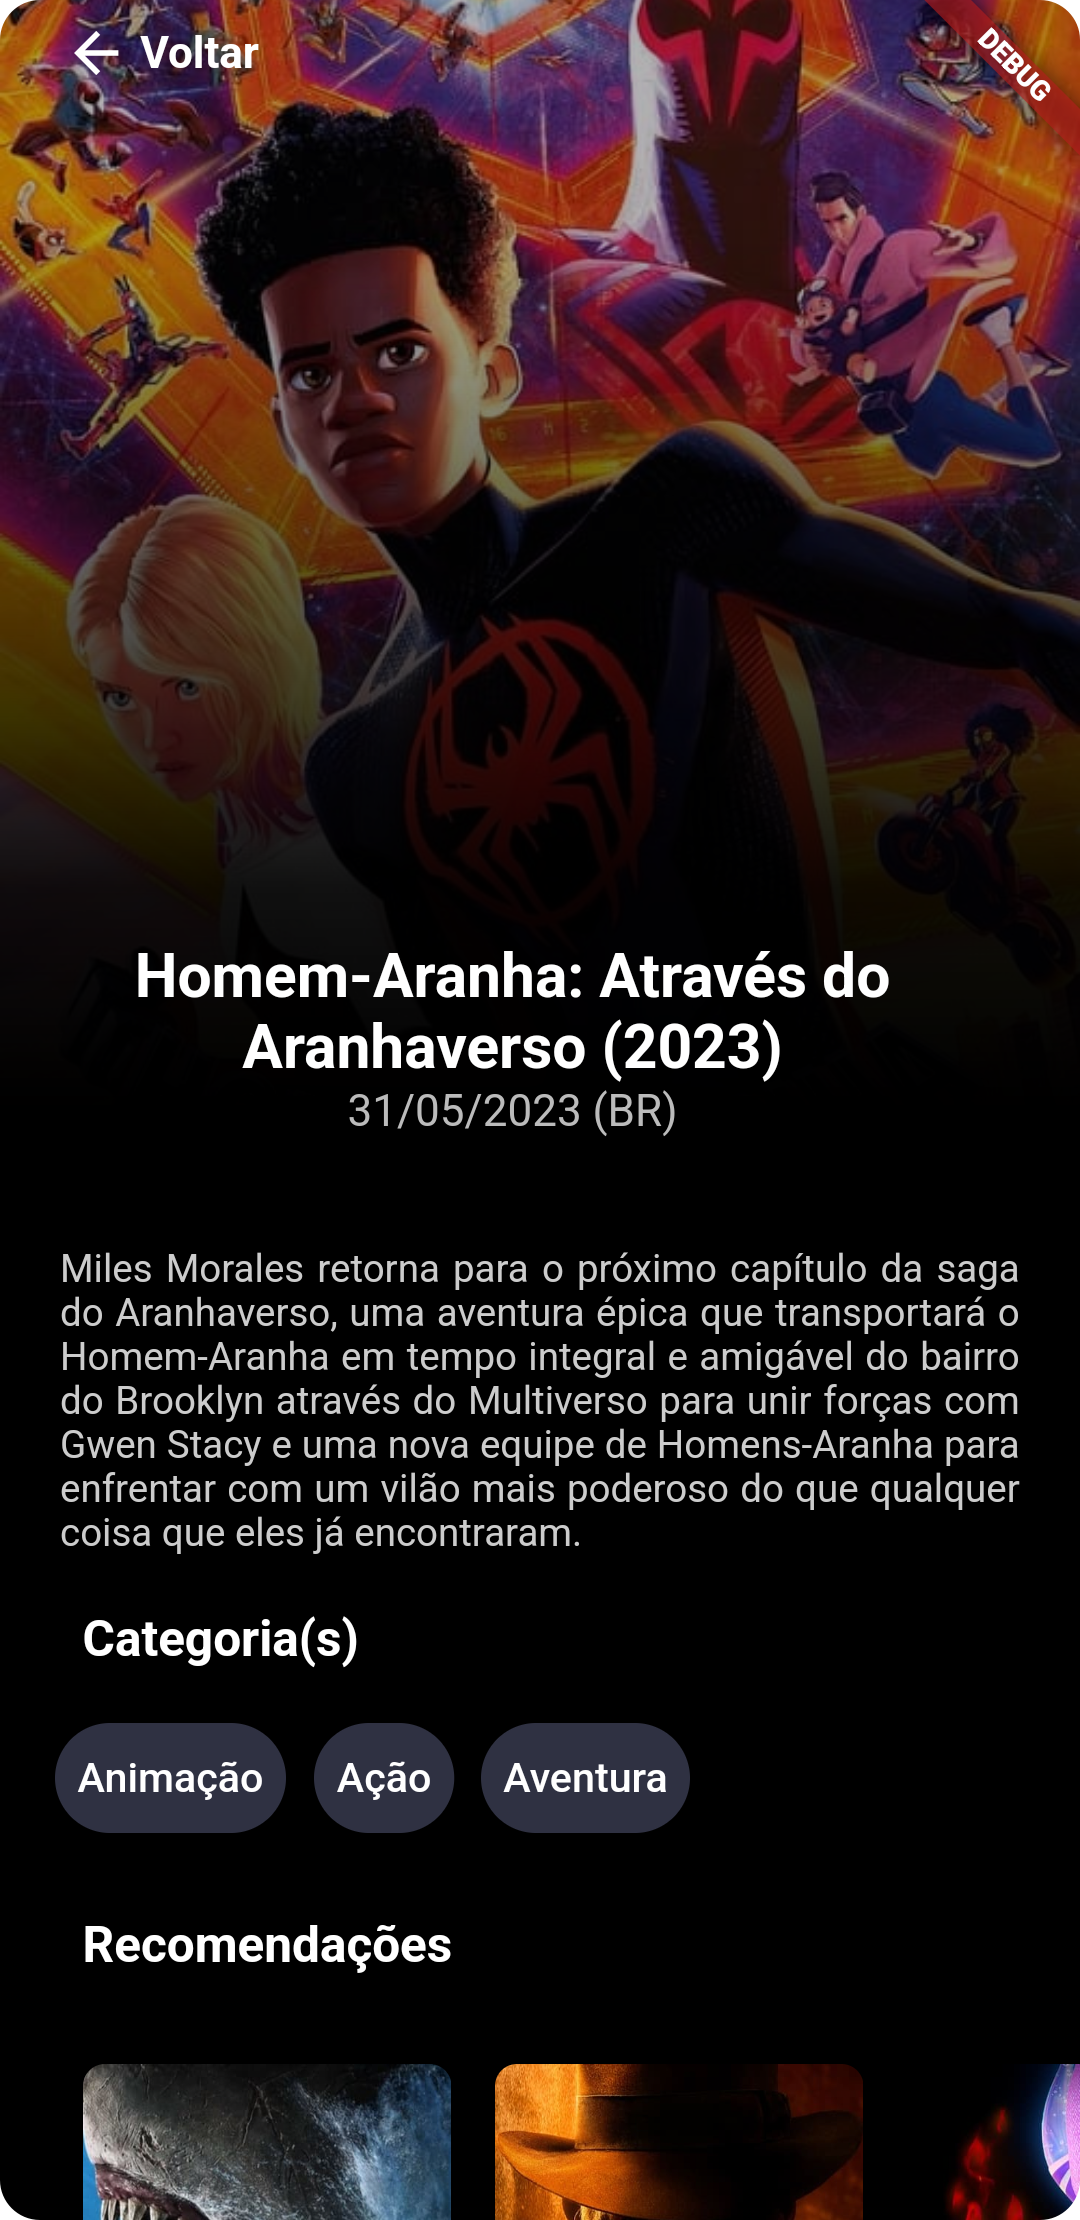 Voltar
DEBUG
Homem-Aranha: Através do
Aranhaverso (2023)
31/05/2023 (BR)
Miles Morales retorna para o próximo capítulo da saga
do Aranhaverso, uma aventura épica que transportará o
Homem-Aranha em tempo integral e amigável do bairro
do Brooklyn através do Multiverso para unir forças com
Gwen Stacy e uma nova equipe de Homens-Aranha para
enfrentar com um vilão mais poderoso do que qualquer
coisa que eles já encontraram.
Categoria(s)
Animação
Ação
Aventura
Recomendações